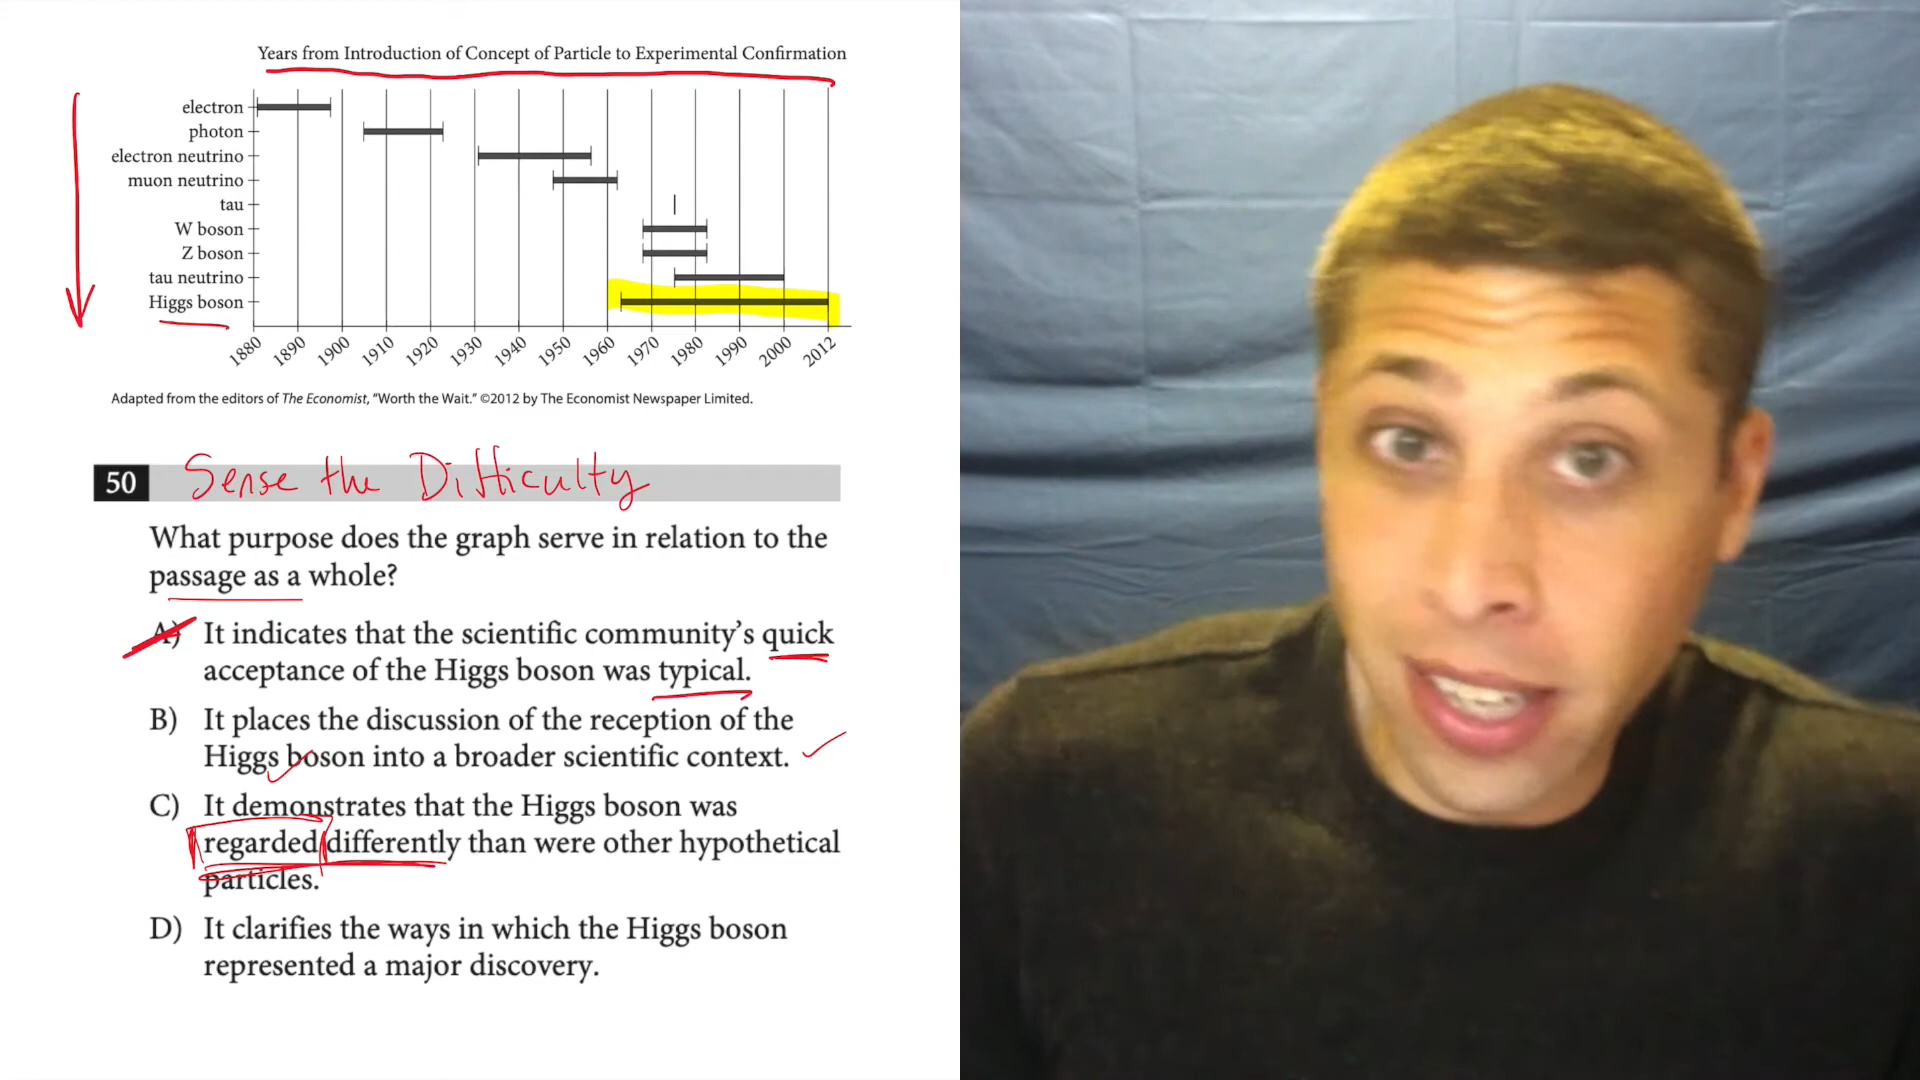 Years from Introduction of Concept of Particle to Experimental Confirmation
electron
photon
electron neutrino
muon neutrino
tau
W boson
Z boson
tau neutrino
Higgs boson
1880 1890 1900 1910 1920 1930 1940 1950 1960 1970 1980 1990 2000 2012
Adapted from the editors of The Economist, “Worth the Wait.” ©2012 by The Economist Newspaper Limited.
50 Sense the Difficulty
What purpose does the graph serve in relation to the
passage as a whole?
A) It indicates that the scientific community’s quick
acceptance of the Higgs boson was typical.
B) It places the discussion of the reception of the
Higgs boson into a broader scientific context.
C) It demonstrates that the Higgs boson was
regarded differently than were other hypothetical
particles.
D) It clarifies the ways in which the Higgs boson
represented a major discovery.